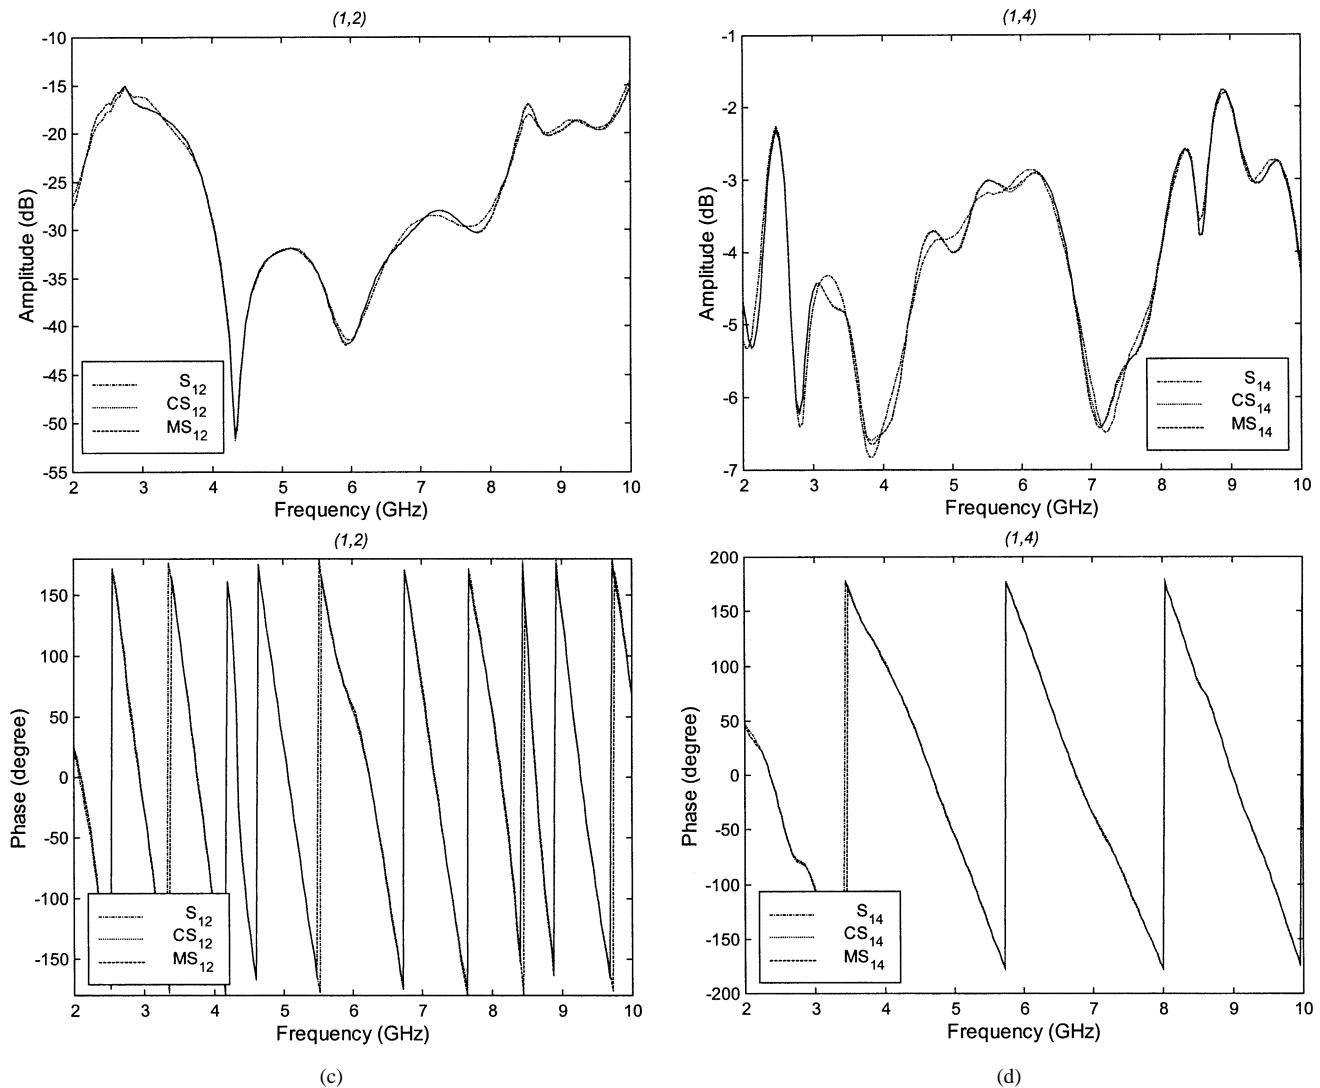 (1,2)
-10
-15
-20
-25
-30
-35
-40
-45
-50
-55
Amplitude (dB)
S12
CS12
MS12
2 3 4 5 6 7 8 9 10
Frequency (GHz)
(1,4)
-1
-2
-3
-4
-5
-6
-7
Amplitude (dB)
S14
CS14
MS14
2 3 4 5 6 7 8 9 10
Frequency (GHz)
(1,2)
150
100
50
0
-50
-100
-150
Phase (degree)
S12
CS12
MS12
2 3 4 5 6 7 8 9 10
Frequency (GHz)
(c)
(1,4)
200
150
100
50
0
-50
-100
-150
-200
Phase (degree)
S14
CS14
MS14
2 3 4 5 6 7 8 9 10
Frequency (GHz)
(d)